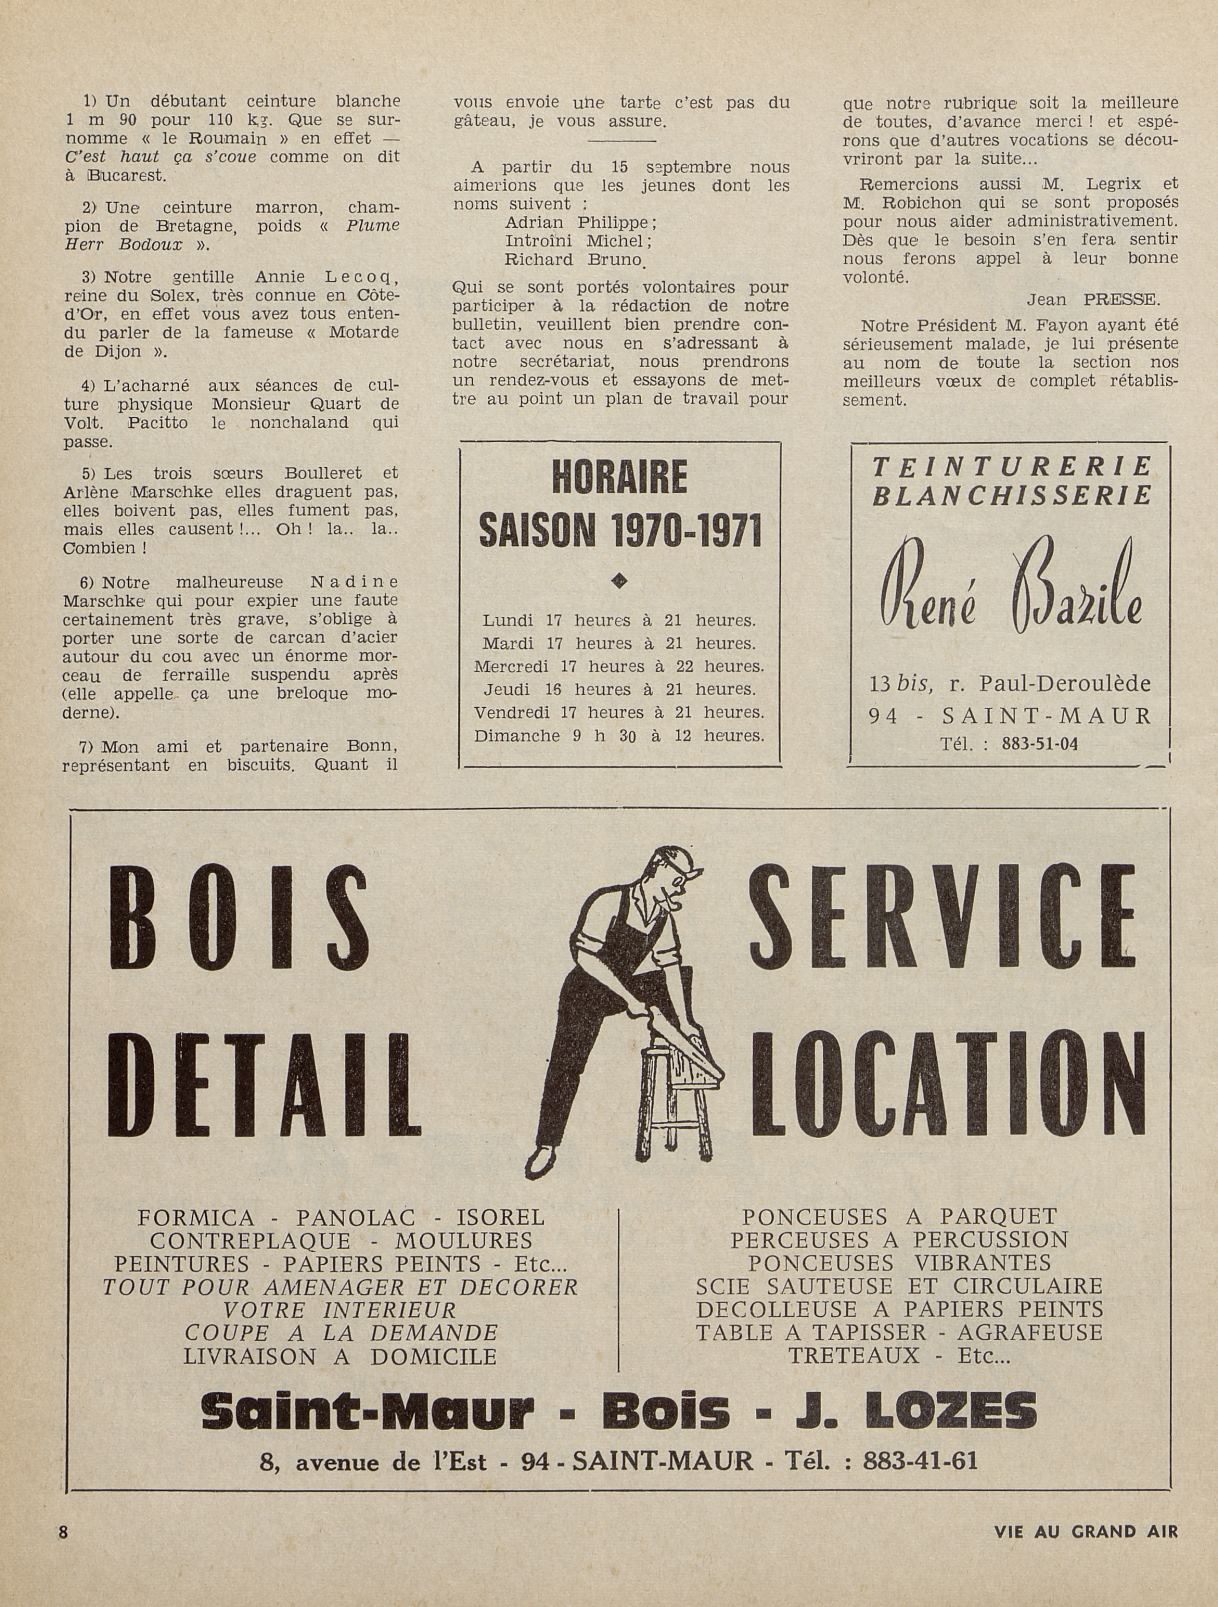 1) Un débutant ceinture blanche
1 m 90 pour 110 kg. Que se sur-
nomme « le Roumain » en effet —
C'est haut ça s'coue comme on dit
à Bucarest.
2) Une ceinture marron, cham-
pion de Bretagne, poids « Plume
Herr Bodoux ».
3) Notre gentille Annie Lecoq,
reine du Solex, très connue en Côte-
d'Or, en effet vous avez tous enten-
du parler de la fameuse « Motarde
de Dijon ».
4) L'acharné aux séances de cul-
ture physique Monsieur Quart de
Volt. Pacitto le nonchaland qui
passe.
5) Les trois sœurs Boulleret et
Arlène Marschke elles draguent pas,
elles boivent pas, elles fument pas,
mais elles causent !... Oh ! la.. la..
Combien !
6) Notre malheureuse Nadine
Marschke qui pour expier une faute
certainement très grave, s'oblige à
porter une sorte de carcan d'acier
autour du cou avec un énorme mor-
ceau de ferraille suspendu après
(elle appelle ça une breloque mo-
derne).
7) Mon ami et partenaire Bonn,
représentant en biscuits. Quant il
vous envoie une tarte c'est pas du
gâteau, je vous assure.
A partir du 15 septembre nous
aimerions que les jeunes dont les
noms suivent :
Adrian Philippe ;
Introïni Michel ;
Richard Bruno.
Qui se sont portés volontaires pour
participer à la rédaction de notre
bulletin, veuillent bien prendre con-
tact avec nous en s'adressant à
notre secrétariat, nous prendrons
un rendez-vous et essayons de met-
tre au point un plan de travail pour
que notre rubrique soit la meilleure
de toutes, d'avance merci ! et espé-
rons que d'autres vocations se décou-
vriront par la suite...
Remercions aussi M. Legrix et
M. Robichon qui se sont proposés
pour nous aider administrativement.
Dès que le besoin s'en fera sentir
nous ferons appel à leur bonne
volonté.
Jean PRESSE.
Notre Président M. Fayon ayant été
sérieusement malade, je lui présente
au nom de toute la section nos
meilleurs vœux de complet rétablis-
sement.
HORAIRE
SAISON 1970-1971
Lundi 17 heures à 21 heures.
Mardi 17 heures à 21 heures.
Mercredi 17 heures à 22 heures.
Jeudi 16 heures à 21 heures.
Vendredi 17 heures à 21 heures.
Dimanche 9 h 30 à 12 heures.
TEINTURERIE
BLANCHISSERIE
René Bazile
13 bis, r. Paul-Deroulède
94 - SAINT-MAUR
Tél. : 883-51-04
BOIS
DETAIL
SERVICE
LOCATION
FORMICA - PANOLAC - ISOREL
CONTREPLAQUE - MOULURES
PEINTURES - PAPIERS PEINTS - Etc...
TOUT POUR AMENAGER ET DECORER
VOTRE INTERIEUR
COUPE A LA DEMANDE
LIVRAISON A DOMICILE
PONCEUSES A PARQUET
PERCEUSES A PERCUSSION
PONCEUSES VIBRANTES
SCIE SAUTEUSE ET CIRCULAIRE
DECOLLEUSE A PAPIERS PEINTS
TABLE A TAPISSER - AGRAFEUSE
TRETEAUX - Etc...
Saint-Maur - Bois - J. LOZES
8, avenue de l'Est - 94 - SAINT-MAUR - Tél. : 883-41-61
8
VIE AU GRAND AIR